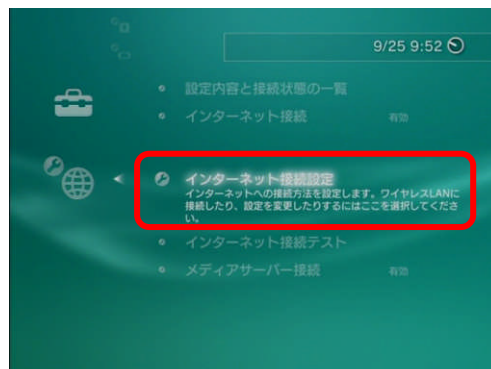 9/25 9:52
設定内容と接続状態の一覧
インターネット接続 有効
インターネット接続設定
インターネットへの接続方法を設定します。ワイヤレスLANに
接続したり、設定を変更したりするにはここを選択してくださ
い。
インターネット接続テスト
メディアサーバー接続 有効